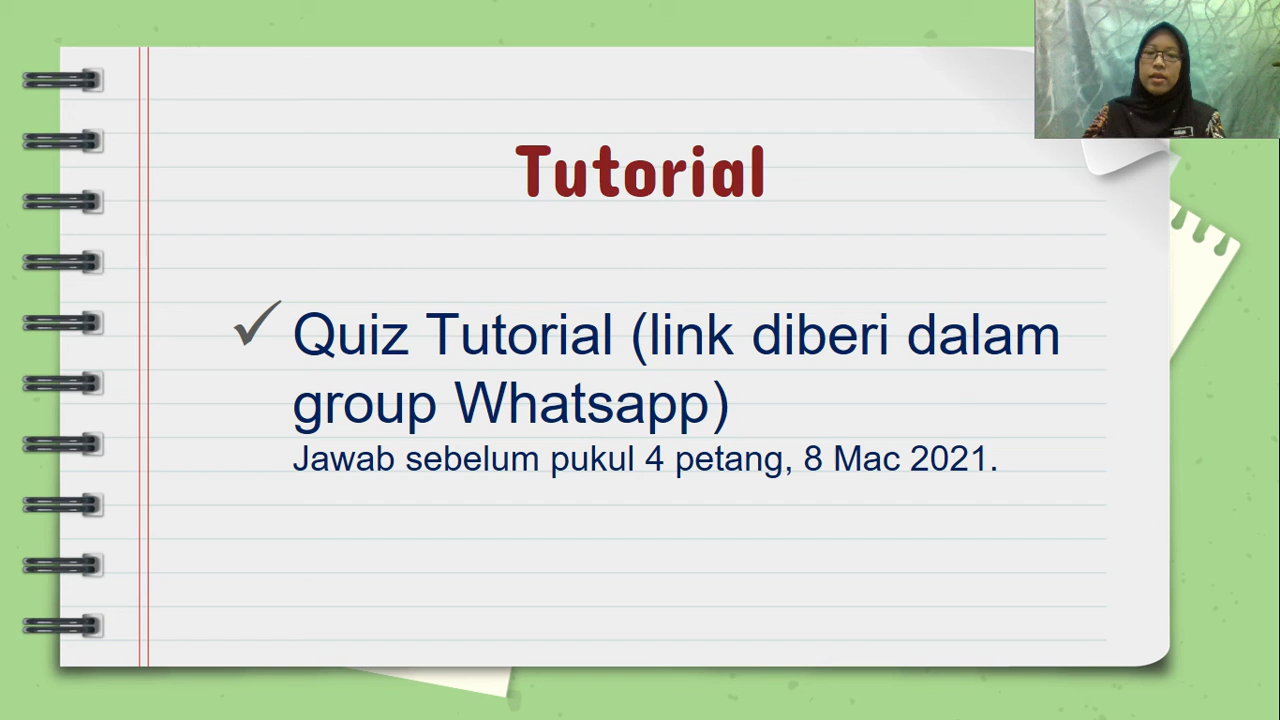 Tutorial
✓ Quiz Tutorial (link diberi dalam
group Whatsapp)
Jawab sebelum pukul 4 petang, 8 Mac 2021.